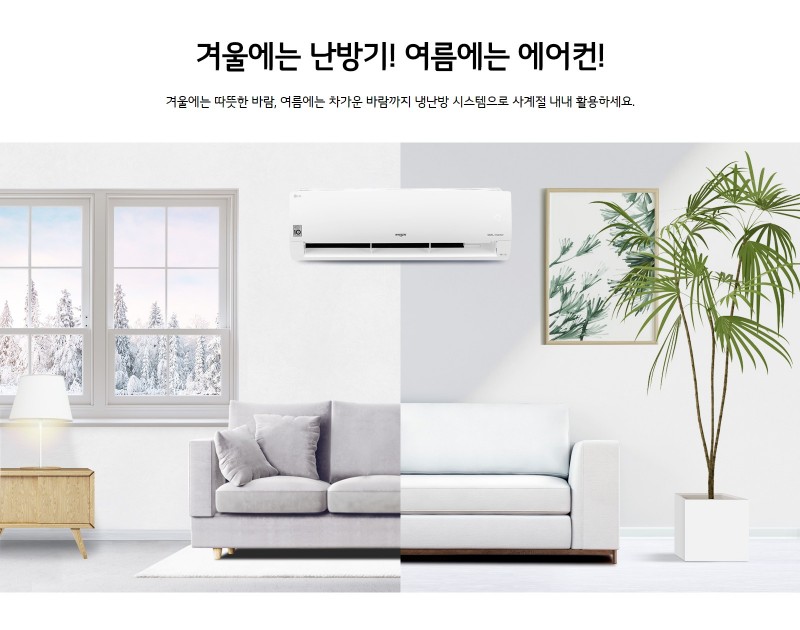 겨울에는 난방기! 여름에는 에어컨!
겨울에는 따뜻한 바람, 여름에는 차가운 바람까지 냉난방 시스템으로 사계절 내내 활용하세요.